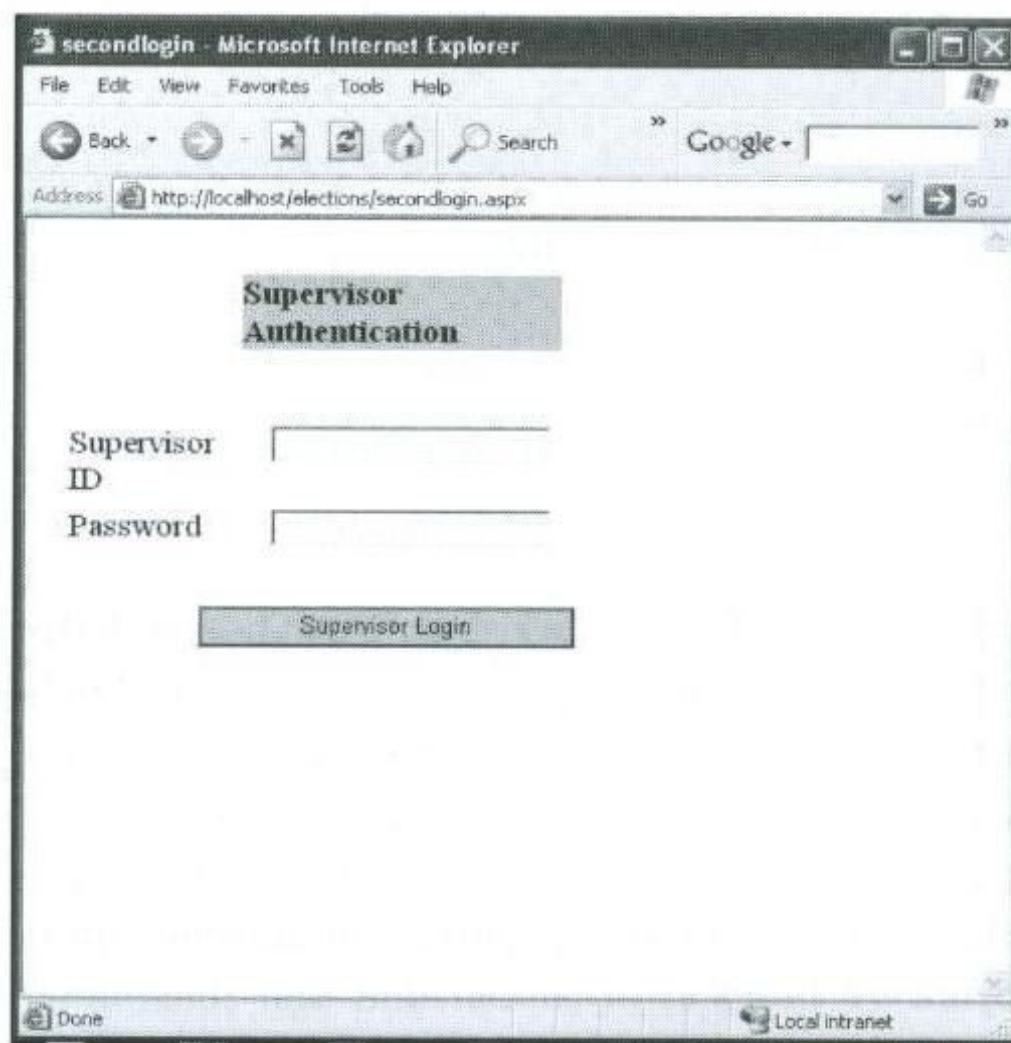 secondlogin - Microsoft Internet Explorer
File Edit View Favorites Tools Help
Back Search » Google »
Address http://localhost/elections/secondlogin.aspx Go
Supervisor
Authentication
Supervisor
ID
Password
Supervisor Login
Done Local intranet